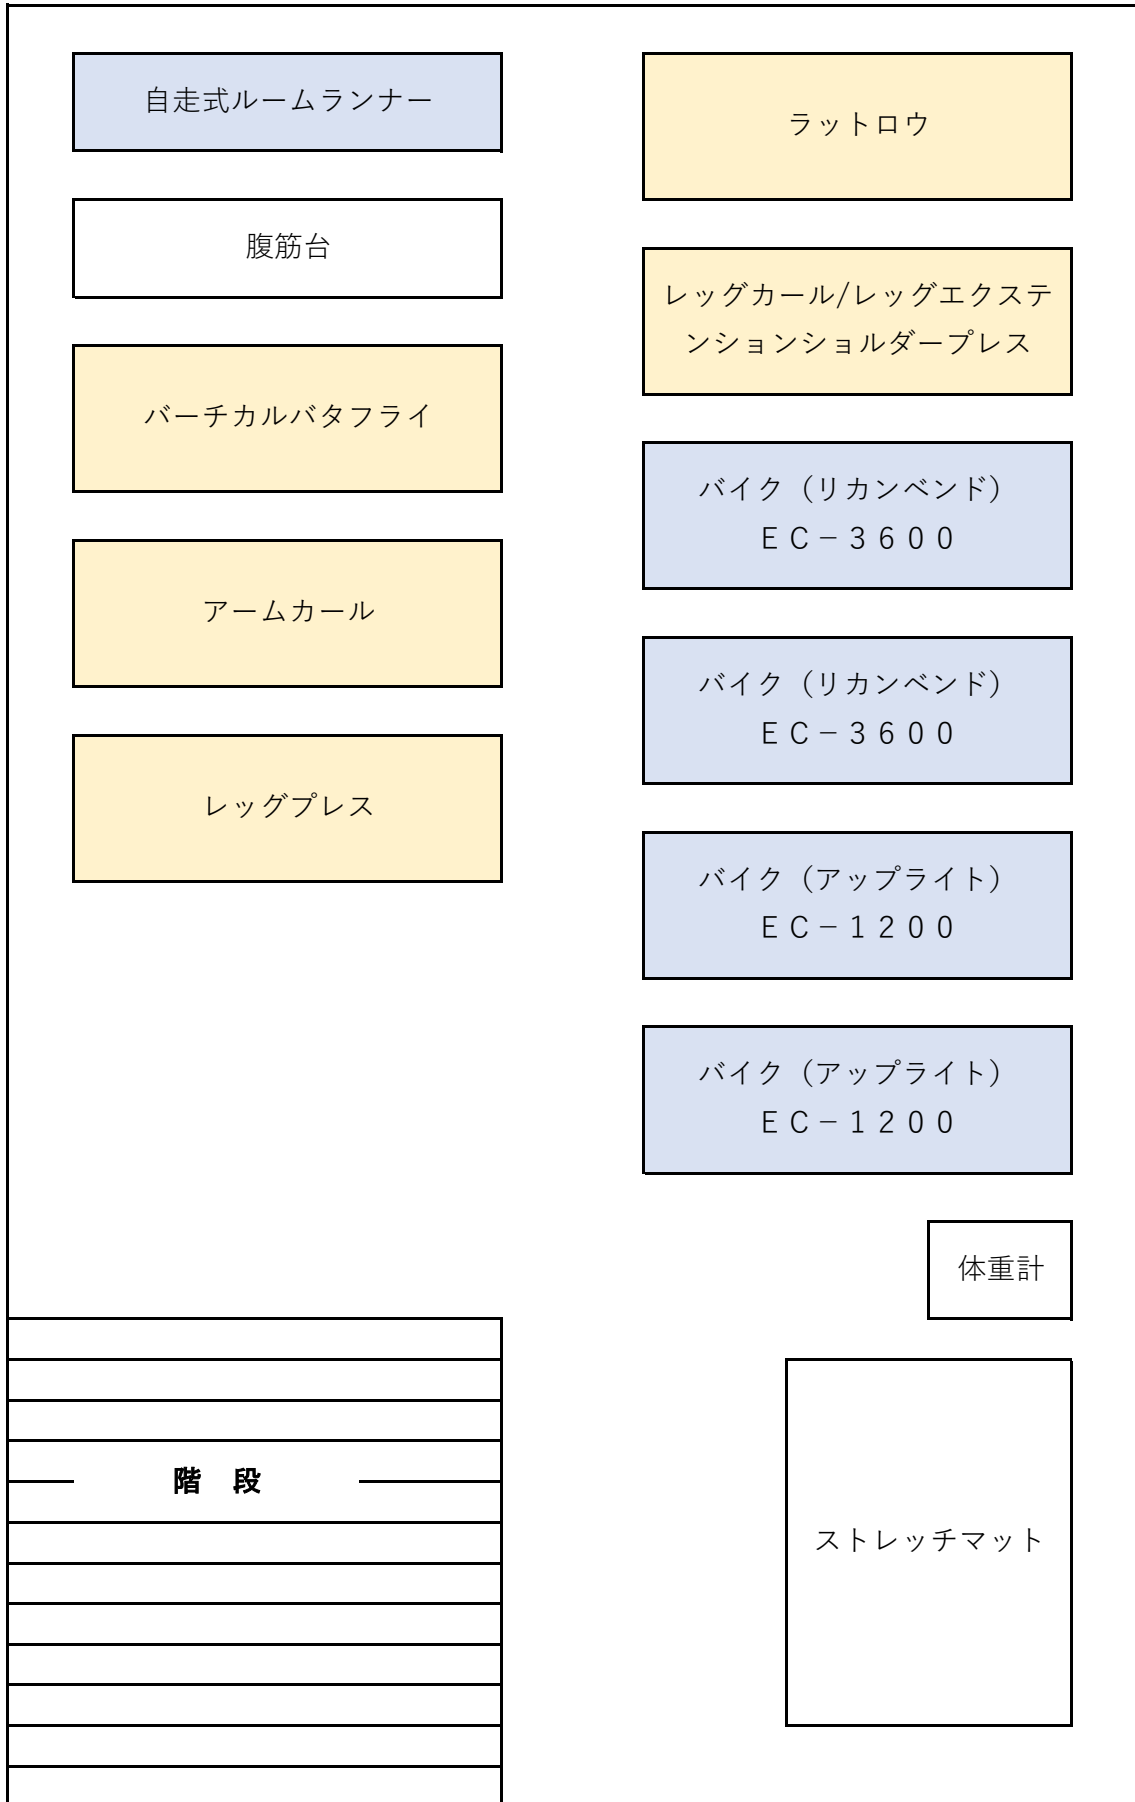 自走式ルームランナー
腹筋台
バーチカルバタフライ
アームカール
レッグプレス
階　段
ラットロウ
レッグカール/レッグエクステ
ンションショルダープレス
バイク（リカンベンド）
ＥＣ－３６００
バイク（リカンベンド）
ＥＣ－３６００
バイク（アップライト）
ＥＣ－１２００
バイク（アップライト）
ＥＣ－１２００
体重計
ストレッチマット